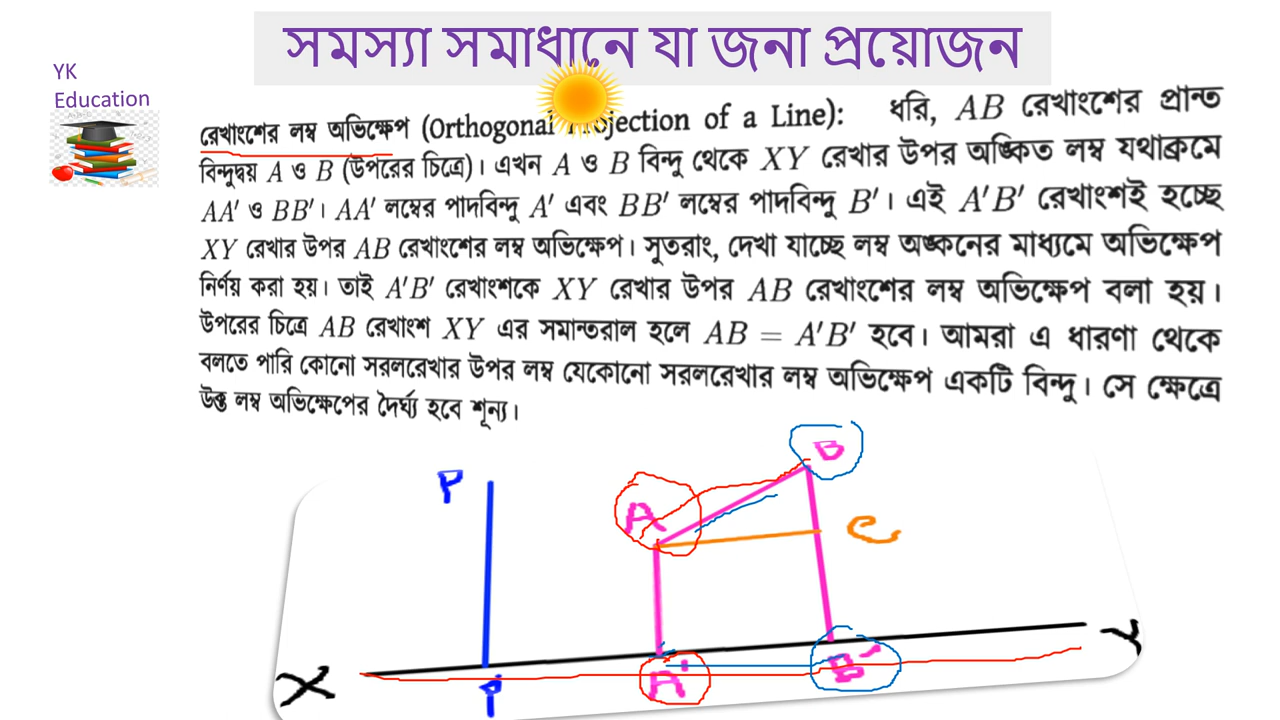 সমস্যা সমাধানে যা জনা প্রয়োজন
YK
Education
রেখাংশের লম্ব অভিক্ষেপ (Orthogonal of a Line): ধরি, AB রেখাংশের প্রান্ত
বিন্দুদ্বয় A ও B (উপরের চিত্রে)। এখন A ও B বিন্দু থেকে XY রেখার উপর অঙ্কিত লম্ব যথাক্রমে
AA′ ও BB′। AA′ লম্বের পাদবিন্দু A′ এবং BB′ লম্বের পাদবিন্দু B′। এই A′B′ রেখাংশই হচ্ছে
XY রেখার উপর AB রেখাংশের লম্ব অভিক্ষেপ। সুতরাং, দেখা যাচ্ছে লম্ব অঙ্কনের মাধ্যমে অভিক্ষেপ
নির্ণয় করা হয়। তাই A′B′ রেখাংশকে XY রেখার উপর AB রেখাংশের লম্ব অভিক্ষেপ বলা হয়।
উপরের চিত্রে AB রেখাংশ XY এর সমান্তরাল হলে AB = A′B′ হবে। আমরা এ ধারণা থেকে
বলতে পারি কোনো সরলরেখার উপর লম্ব যেকোনো সরলরেখার লম্ব অভিক্ষেপ একটি বিন্দু। সে ক্ষেত্রে
উক্ত লম্ব অভিক্ষেপের দৈর্ঘ্য হবে শূন্য।
P
A
B
C
X
Y
P′
A′
B′